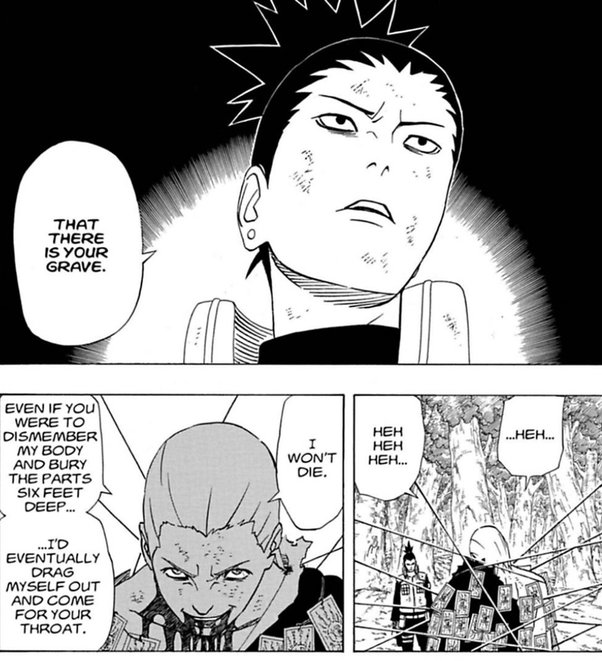 THAT
THERE
IS YOUR
GRAVE.
...HEH...
HEH
HEH
HEH...
I
WON'T
DIE.
EVEN IF YOU
WERE TO
DISMEMBER
MY BODY
AND BURY
THE PARTS
SIX FEET
DEEP...
...I'D
EVENTUALLY
DRAG
MYSELF OUT
AND COME
FOR YOUR
THROAT.